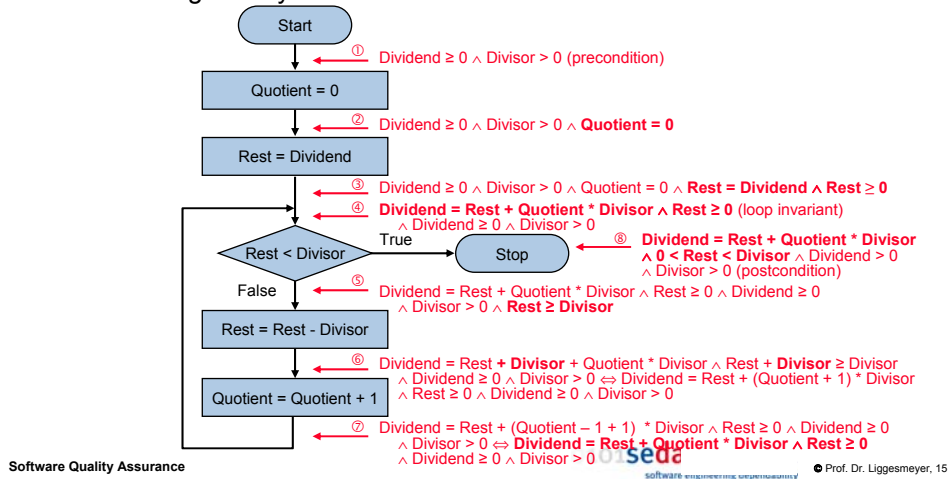 Start
① Dividend ≥ 0 ∧ Divisor > 0 (precondition)
Quotient = 0
② Dividend ≥ 0 ∧ Divisor > 0 ∧ Quotient = 0
Rest = Dividend
③ Dividend ≥ 0 ∧ Divisor > 0 ∧ Quotient = 0 ∧ Rest = Dividend ∧ Rest ≥ 0
④ Dividend = Rest + Quotient * Divisor ∧ Rest ≥ 0 (loop invariant)
∧ Dividend ≥ 0 ∧ Divisor > 0
Rest < Divisor
True
Stop
⑧ Dividend = Rest + Quotient * Divisor
∧ 0 < Rest < Divisor ∧ Dividend > 0
∧ Divisor > 0 (postcondition)
False
⑤ Dividend = Rest + Quotient * Divisor ∧ Rest ≥ 0 ∧ Dividend ≥ 0
∧ Divisor > 0 ∧ Rest ≥ Divisor
Rest = Rest - Divisor
⑥ Dividend = Rest + Divisor + Quotient * Divisor ∧ Rest + Divisor ≥ Divisor
∧ Dividend ≥ 0 ∧ Divisor > 0 ⇔ Dividend = Rest + (Quotient + 1) * Divisor
∧ Rest ≥ 0 ∧ Dividend ≥ 0 ∧ Divisor > 0
Quotient = Quotient + 1
⑦ Dividend = Rest + (Quotient – 1 + 1) * Divisor ∧ Rest ≥ 0 ∧ Dividend ≥ 0
∧ Divisor > 0 ⇔ Dividend = Rest + Quotient * Divisor ∧ Rest ≥ 0
∧ Dividend ≥ 0 ∧ Divisor > 0
seda
software engineering dependability
Software Quality Assurance
© Prof. Dr. Liggesmeyer, 15